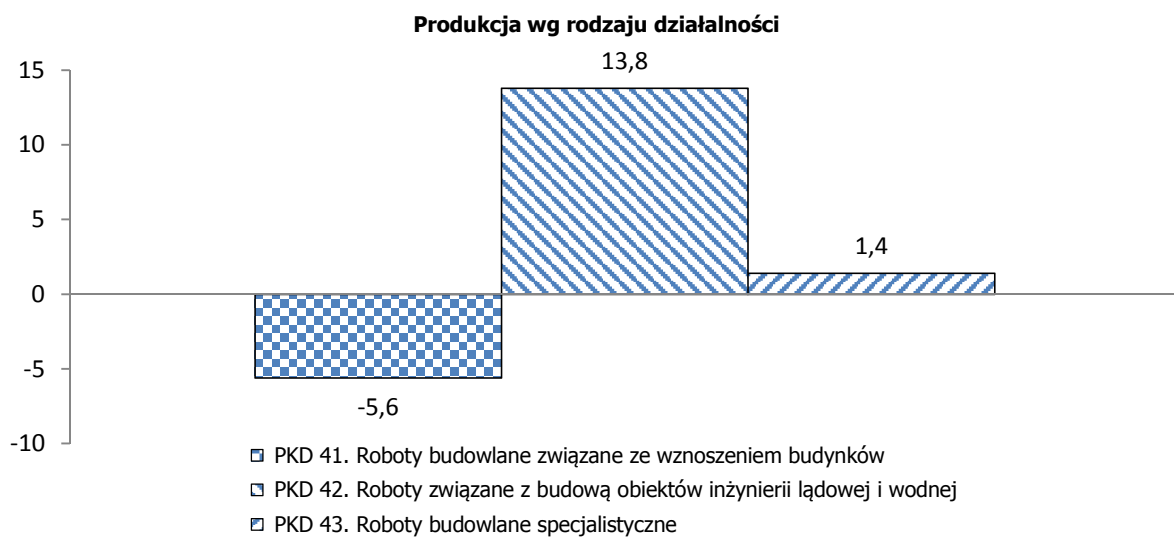 Produkcja wg rodzaju działalności
15
13,8
10
5
1,4
0
-5
-5,6
-10
PKD 41. Roboty budowlane związane ze wznoszeniem budynków
PKD 42. Roboty związane z budową obiektów inżynierii lądowej i wodnej
PKD 43. Roboty budowlane specjalistyczne